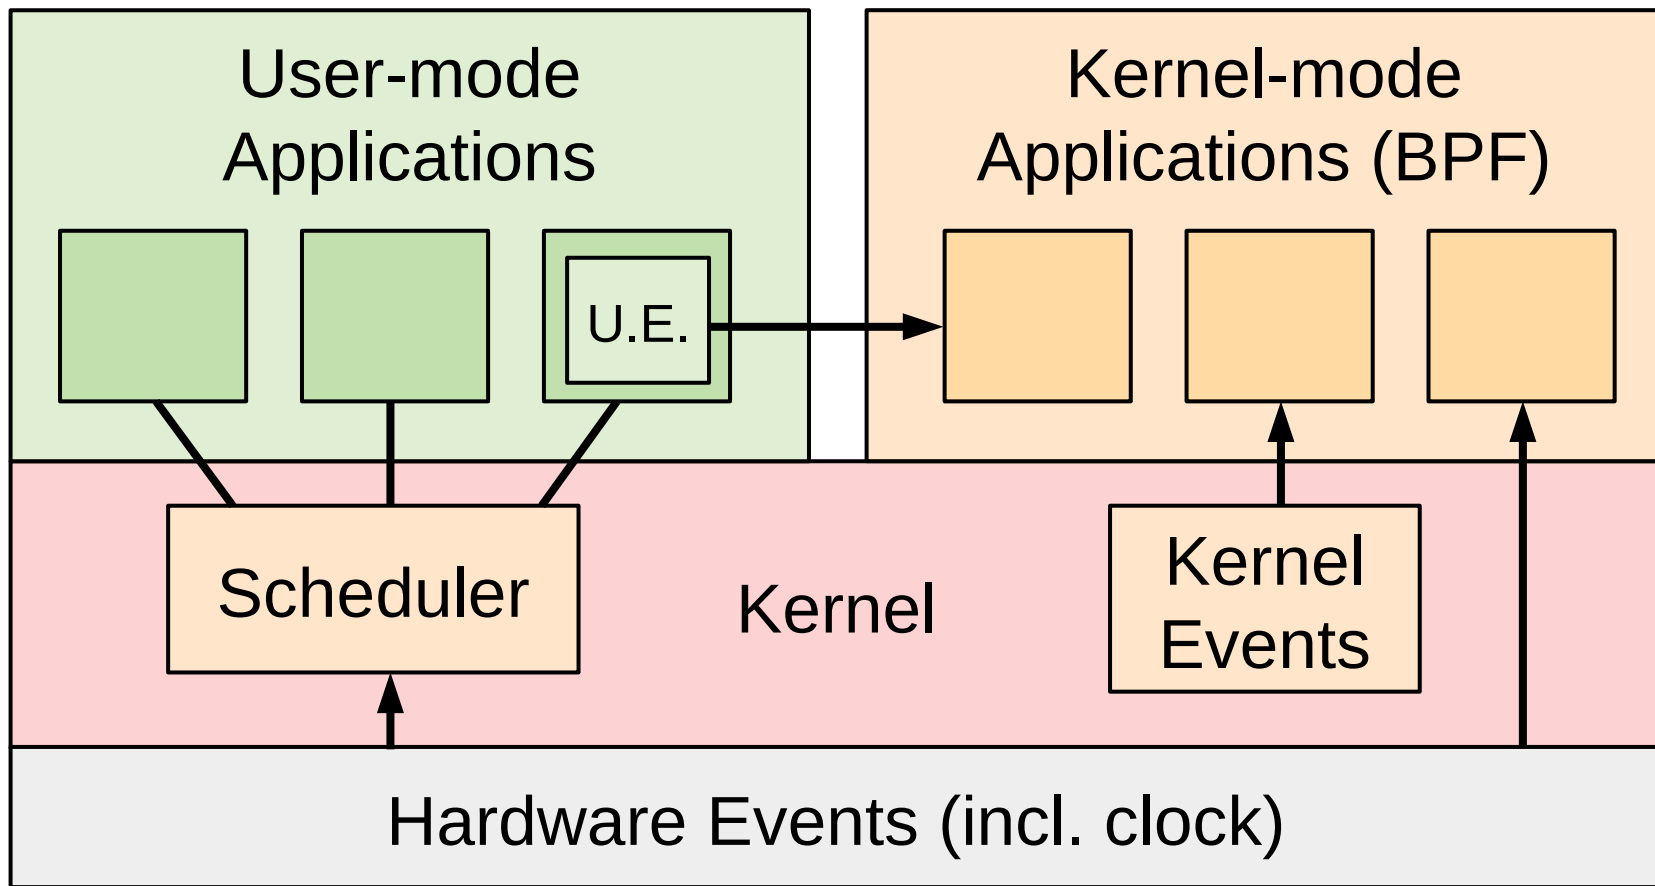 User-mode
Applications
Kernel-mode
Applications (BPF)
U.E.
Scheduler
Kernel
Kernel
Events
Hardware Events (incl. clock)